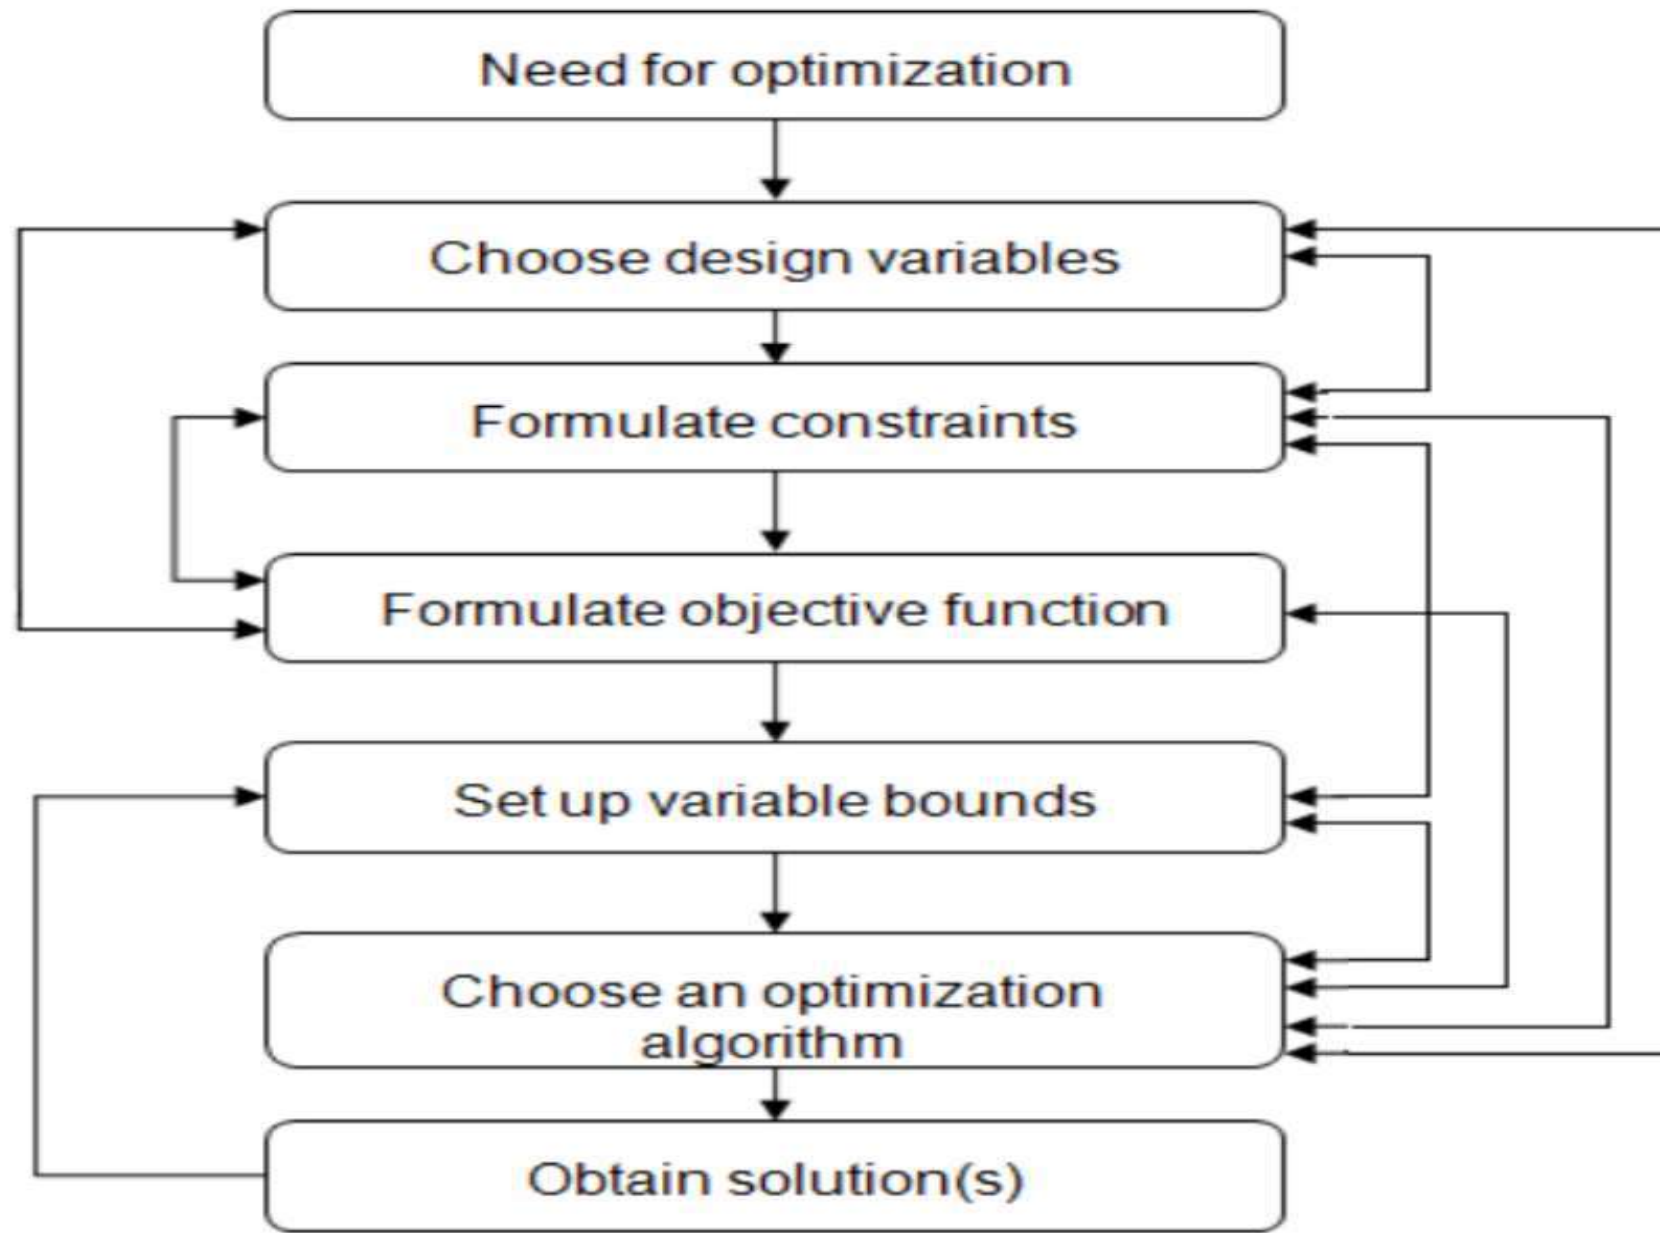 Need for optimization
Choose design variables
Formulate constraints
Formulate objective function
Set up variable bounds
Choose an optimization
algorithm
Obtain solution(s)